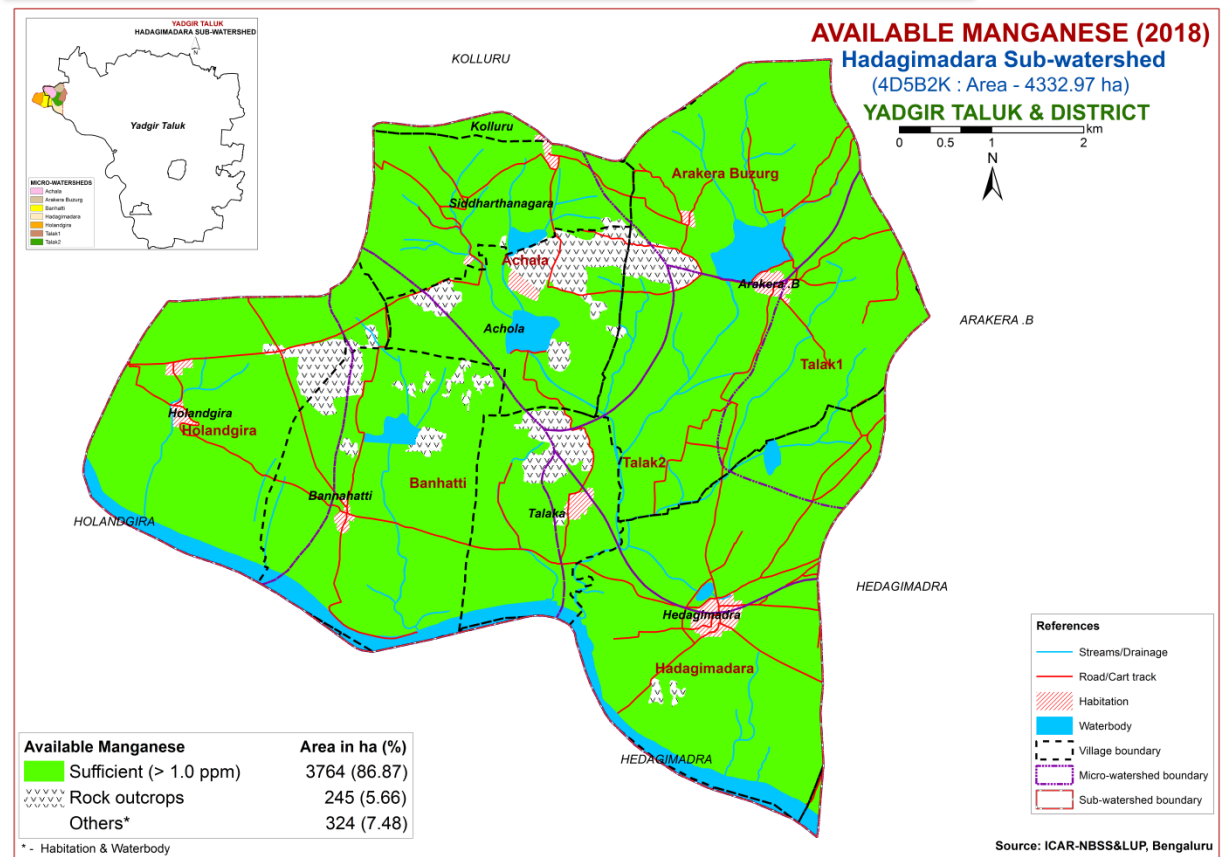 AVAILABLE MANGANESE (2018)
Hadagimadara Sub-watershed
(4D5B2K : Area - 4332.97 ha)
YADGIR TALUK & DISTRICT
km
0 0.5 1 2
N
YADGIR TALUK
HADAGIMADARA SUB-WATERSHED
N
Yadgir Taluk
MICRO-WATERSHEDS
Achala
Arakera Buzurg
Banhatti
Hadagimadara
Holandgira
Talak1
Talak2
KOLLURU
Kolluru
Arakera Buzurg
Siddharthanagara
Achala
Arakera .B
ARAKERA .B
Achola
Talak1
Holandgira
Holandgira
Talak2
Banhatti
Bannahatti
Talaka
HOLANDGIRA
HEDAGIMADRA
Hedagimadra
Hadagimadara
HEDAGIMADRA
References
Streams/Drainage
Road/Cart track
Habitation
Waterbody
Village boundary
Micro-watershed boundary
Sub-watershed boundary
Available Manganese Area in ha (%)
Sufficient (> 1.0 ppm) 3764 (86.87)
Rock outcrops 245 (5.66)
Others* 324 (7.48)
* - Habitation & Waterbody
Source: ICAR-NBSS&LUP, Bengaluru